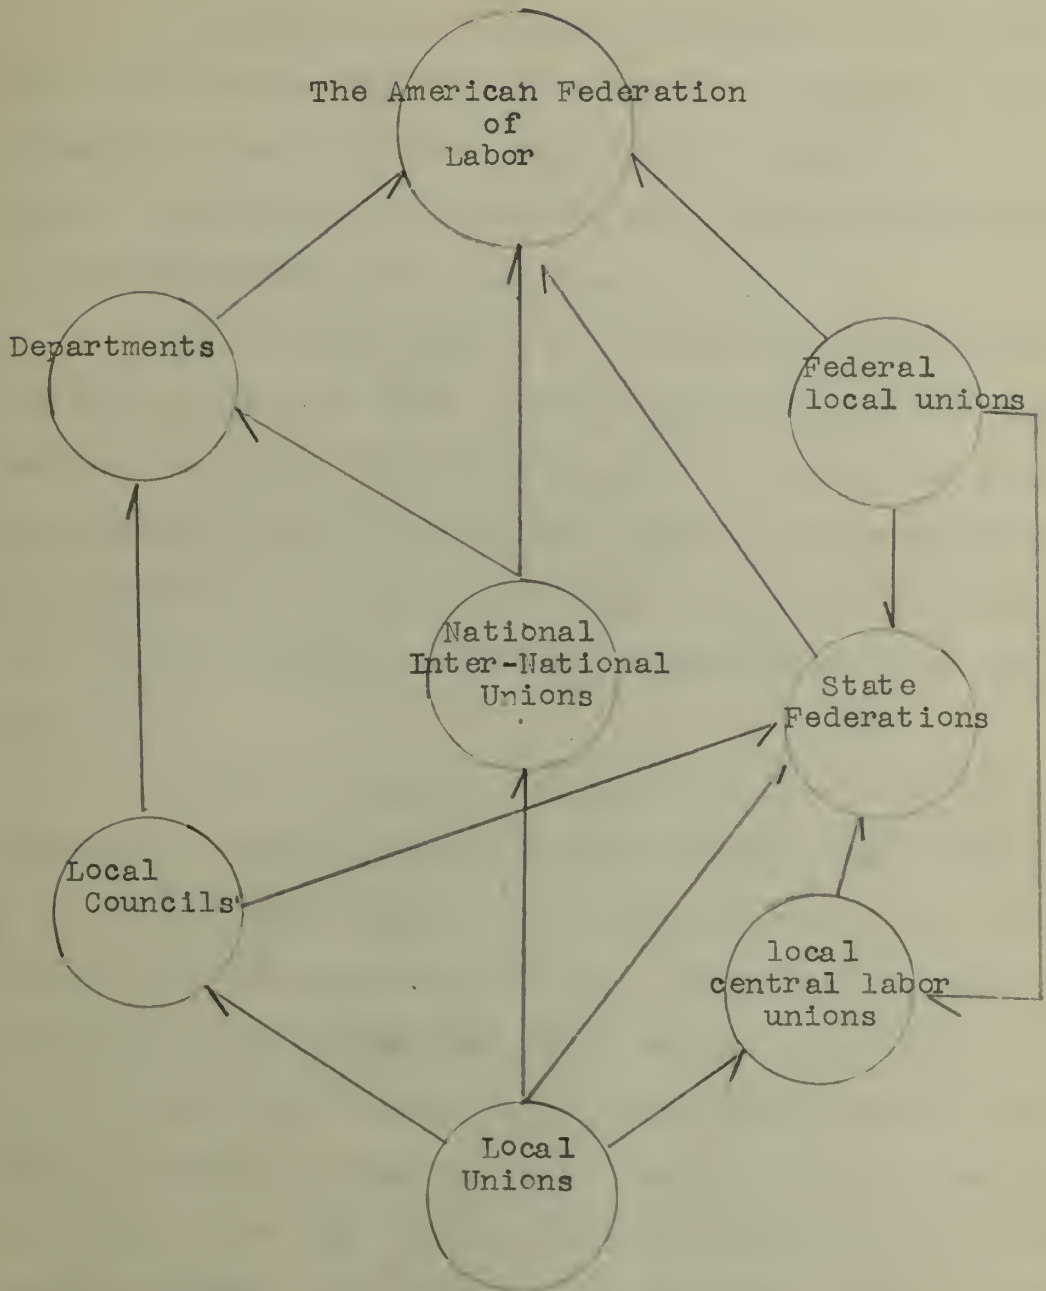 The American Federation
of
Labor
Departments
Federal
local unions
National
Inter-National
Unions
State
Federations
Local
Councils
local
central labor
unions
Local
Unions